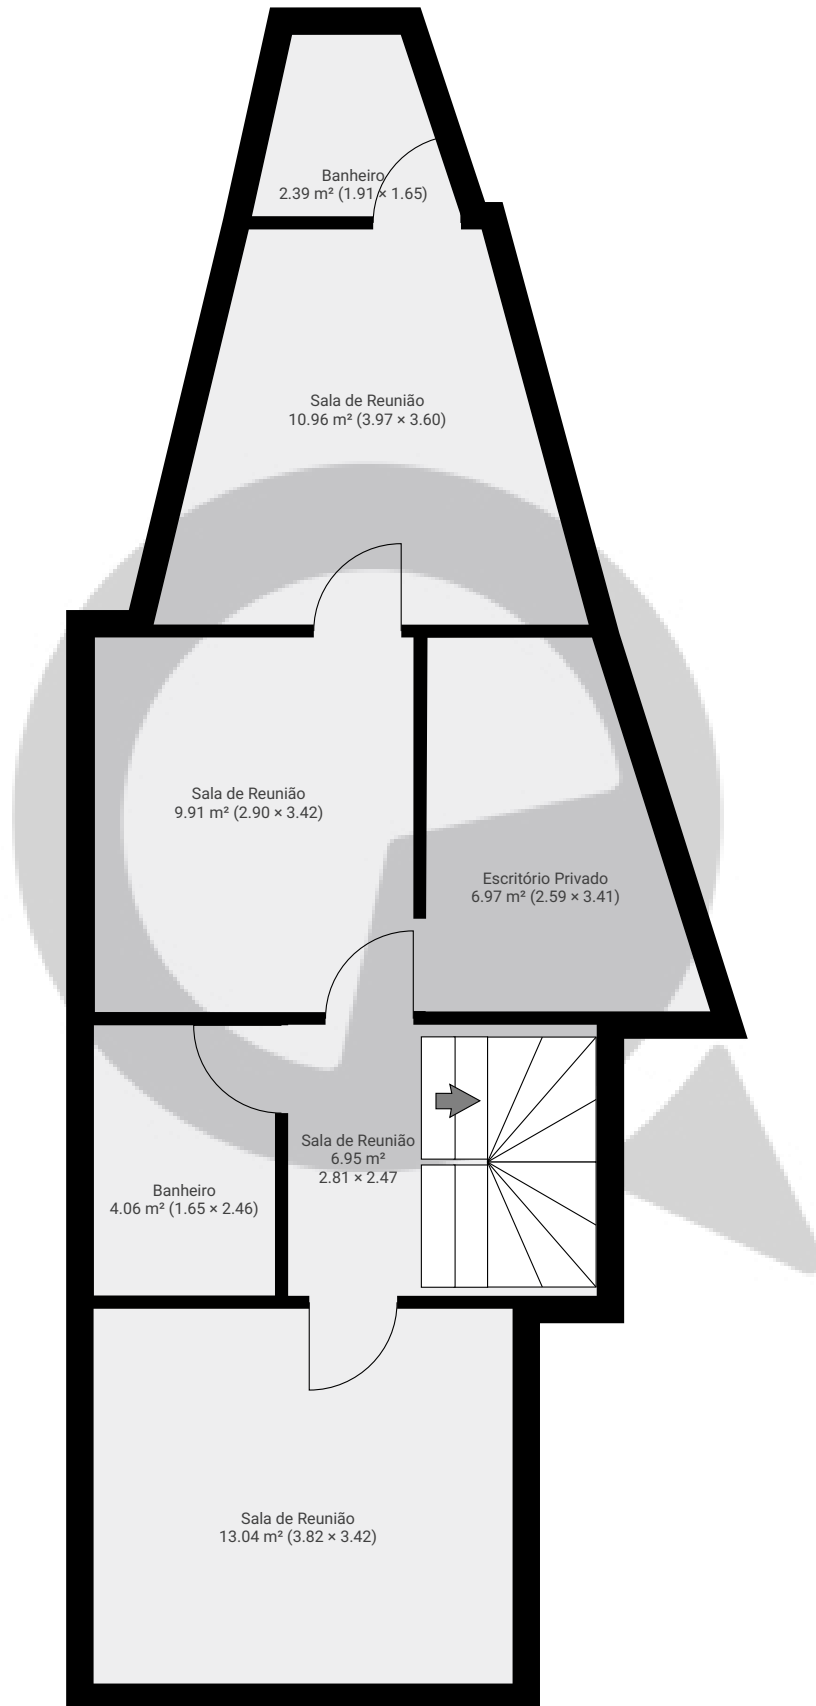 Banheiro
2.39 m² (1.91 × 1.65)
Sala de Reunião
10.96 m² (3.97 × 3.60)
Sala de Reunião
9.91 m² (2.90 × 3.42)
Escritório Privado
6.97 m² (2.59 × 3.41)
Sala de Reunião
6.95 m²
2.81 × 2.47
Banheiro
4.06 m² (1.65 × 2.46)
Sala de Reunião
13.04 m² (3.82 × 3.42)